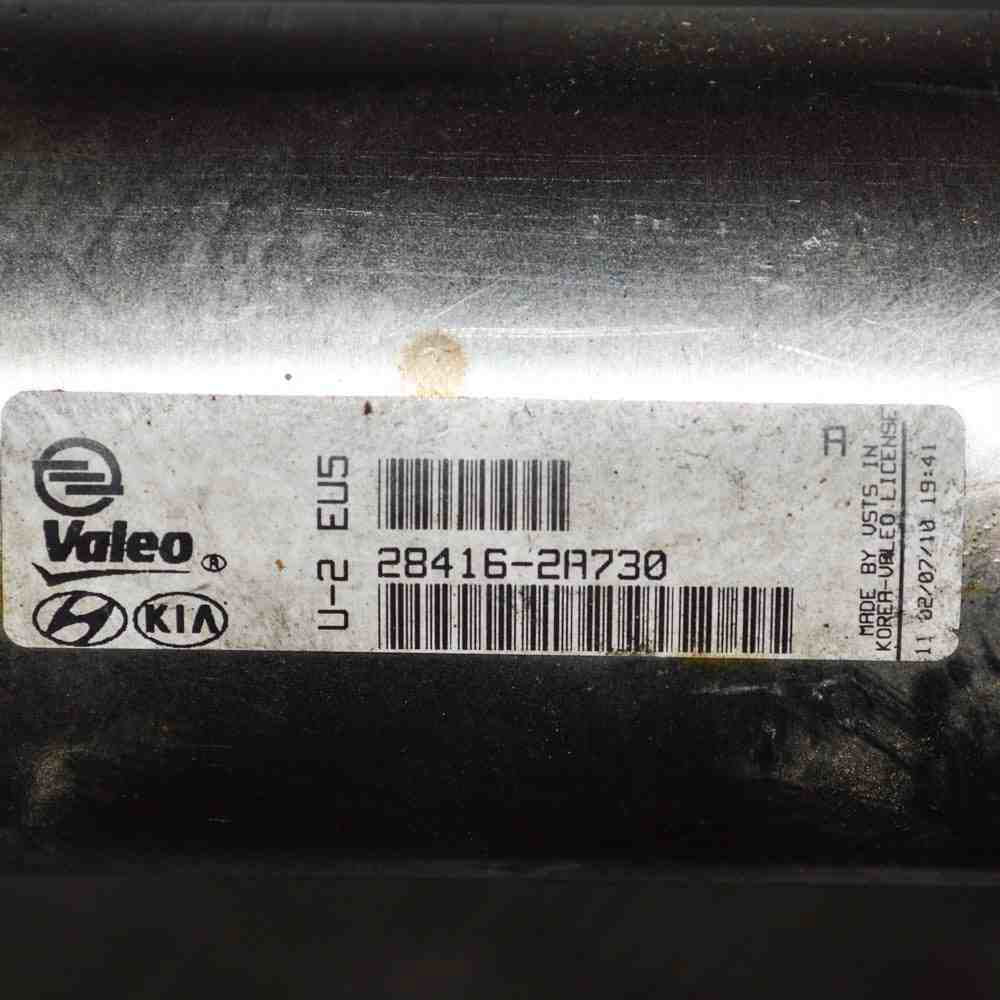 Valeo ®
KIA
U-2 EU5
28416-2A730
A
MADE BY VSTS IN
KOREA-VALEO LICENSE
11 02/07/10 19:41